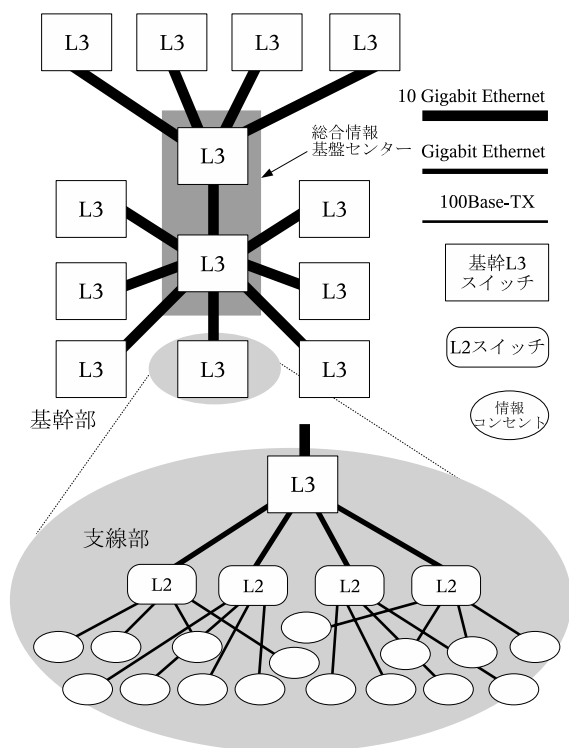 L3
L3
L3
L3
10 Gigabit Ethernet
総合情報
基盤センター
L3
Gigabit Ethernet
100Base-TX
L3
L3
L3
基幹L3
スイッチ
L3
L3
L3
L3
L3
L2スイッチ
情報
コンセント
基幹部
L3
支線部
L2
L2
L2
L2